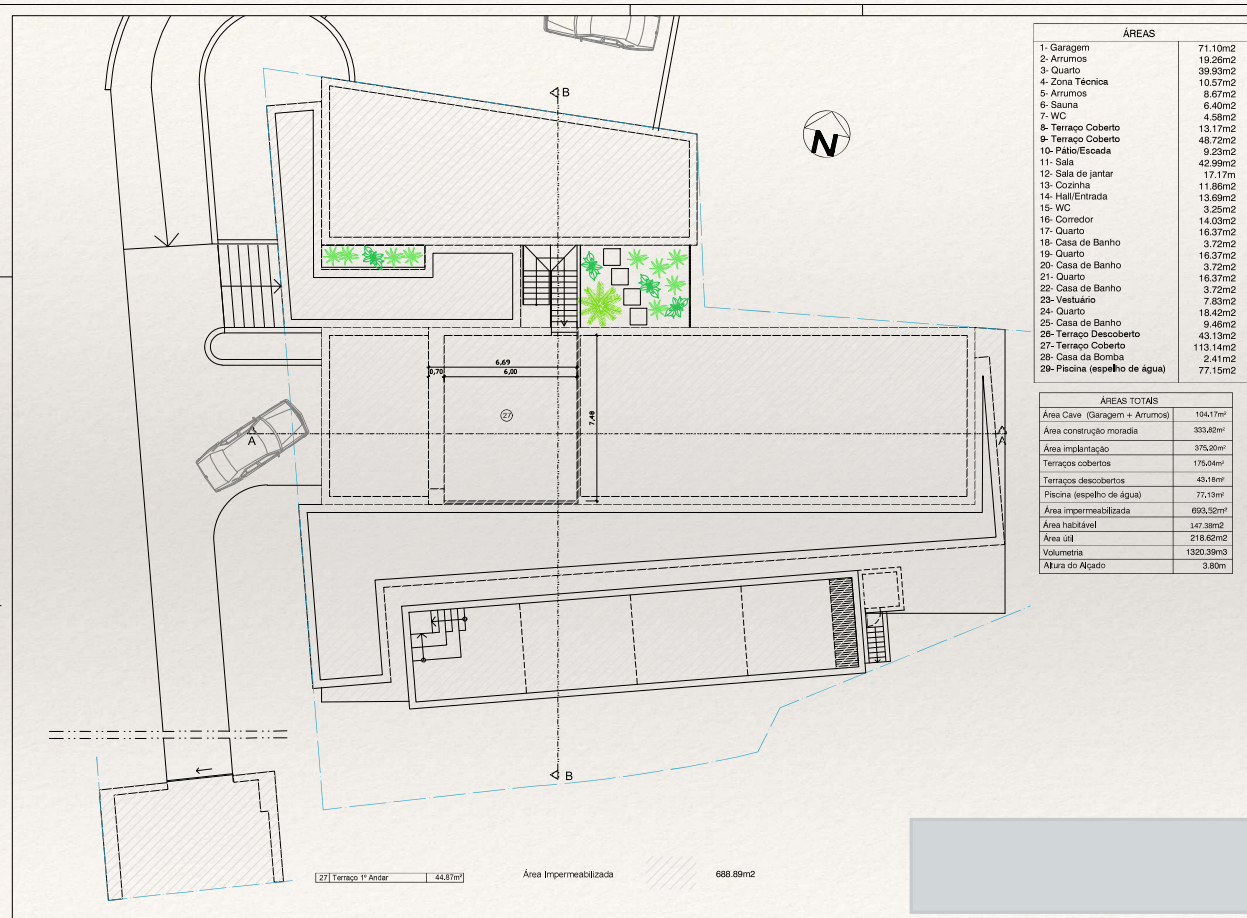 B
N
6,69
0,70
6,00
27
7,48
A
A
B
ÁREAS
1- Garagem 71.10m2
2- Arrumos 19.26m2
3- Quarto 39.93m2
4- Zona Técnica 10.57m2
5- Arrumos 8.67m2
6- Sauna 6.40m2
7- WC 4.58m2
8- Terraço Coberto 13.17m2
9- Terraço Coberto 48.72m2
10- Pátio/Escada 9.23m2
11- Sala 42.99m2
12- Sala de jantar 17.17m
13- Cozinha 11.86m2
14- Hall/Entrada 13.69m2
15- WC 3.25m2
16- Corredor 14.03m2
17- Quarto 16.37m2
18- Casa de Banho 3.72m2
19- Quarto 16.37m2
20- Casa de Banho 3.72m2
21- Quarto 16.37m2
22- Casa de Banho 3.72m2
23- Vestuário 7.83m2
24- Quarto 18.42m2
25- Casa de Banho 9.46m2
26- Terraço Descoberto 43.13m2
27- Terraço Coberto 113.14m2
28- Casa da Bomba 2.41m2
29- Piscina (espelho de água) 77.15m2
ÁREAS TOTAIS
Área Cave (Garagem + Arrumos) 104,17m²
Área construção moradia 333,82m²
Área implantação 375,20m²
Terraços cobertos 175,04m²
Terraços descobertos 43,18m²
Piscina (espelho de água) 77,13m²
Área impermeabilizada 693,52m²
Área habitável 147.38m2
Área útil 218.62m2
Volumetria 1320.39m3
Altura do Alçado 3.80m
27 Terraço 1º Andar 44.87m²
Área Impermeabilizada 688.89m2